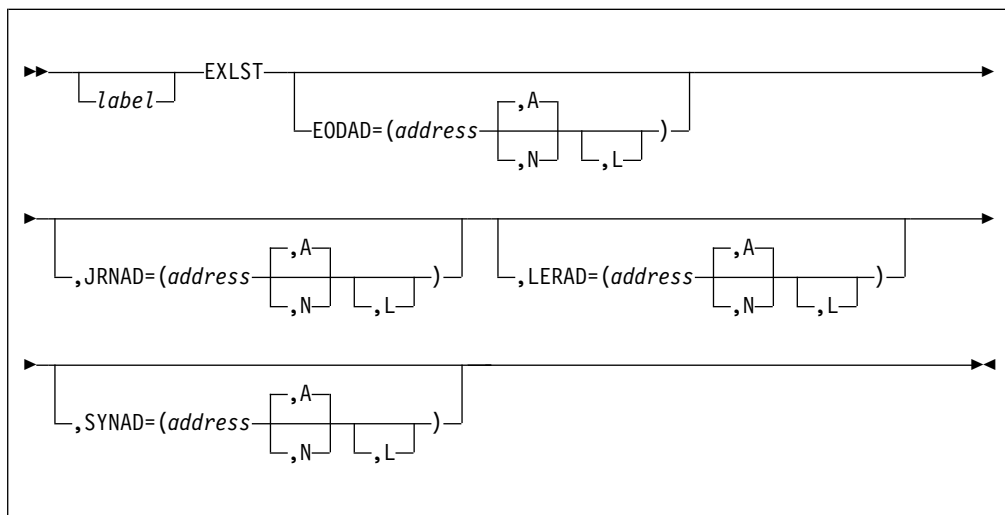 EXLST
label
,A
EODAD=(address )
,N ,L
,A ,A
,JRNAD=(address ) ,LERAD=(address )
,N ,L ,N ,L
,A
,SYNAD=(address )
,N ,L